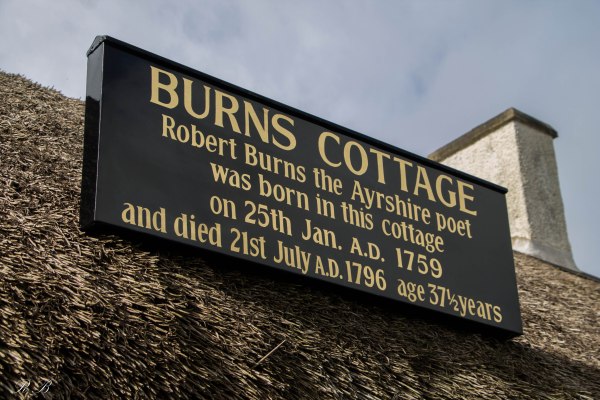 BURNS COTTAGE
Robert Burns the Ayrshire poet
was born in this cottage
on 25th Jan. A.D. 1759
and died 21st July A.D. 1796 age 37½ years